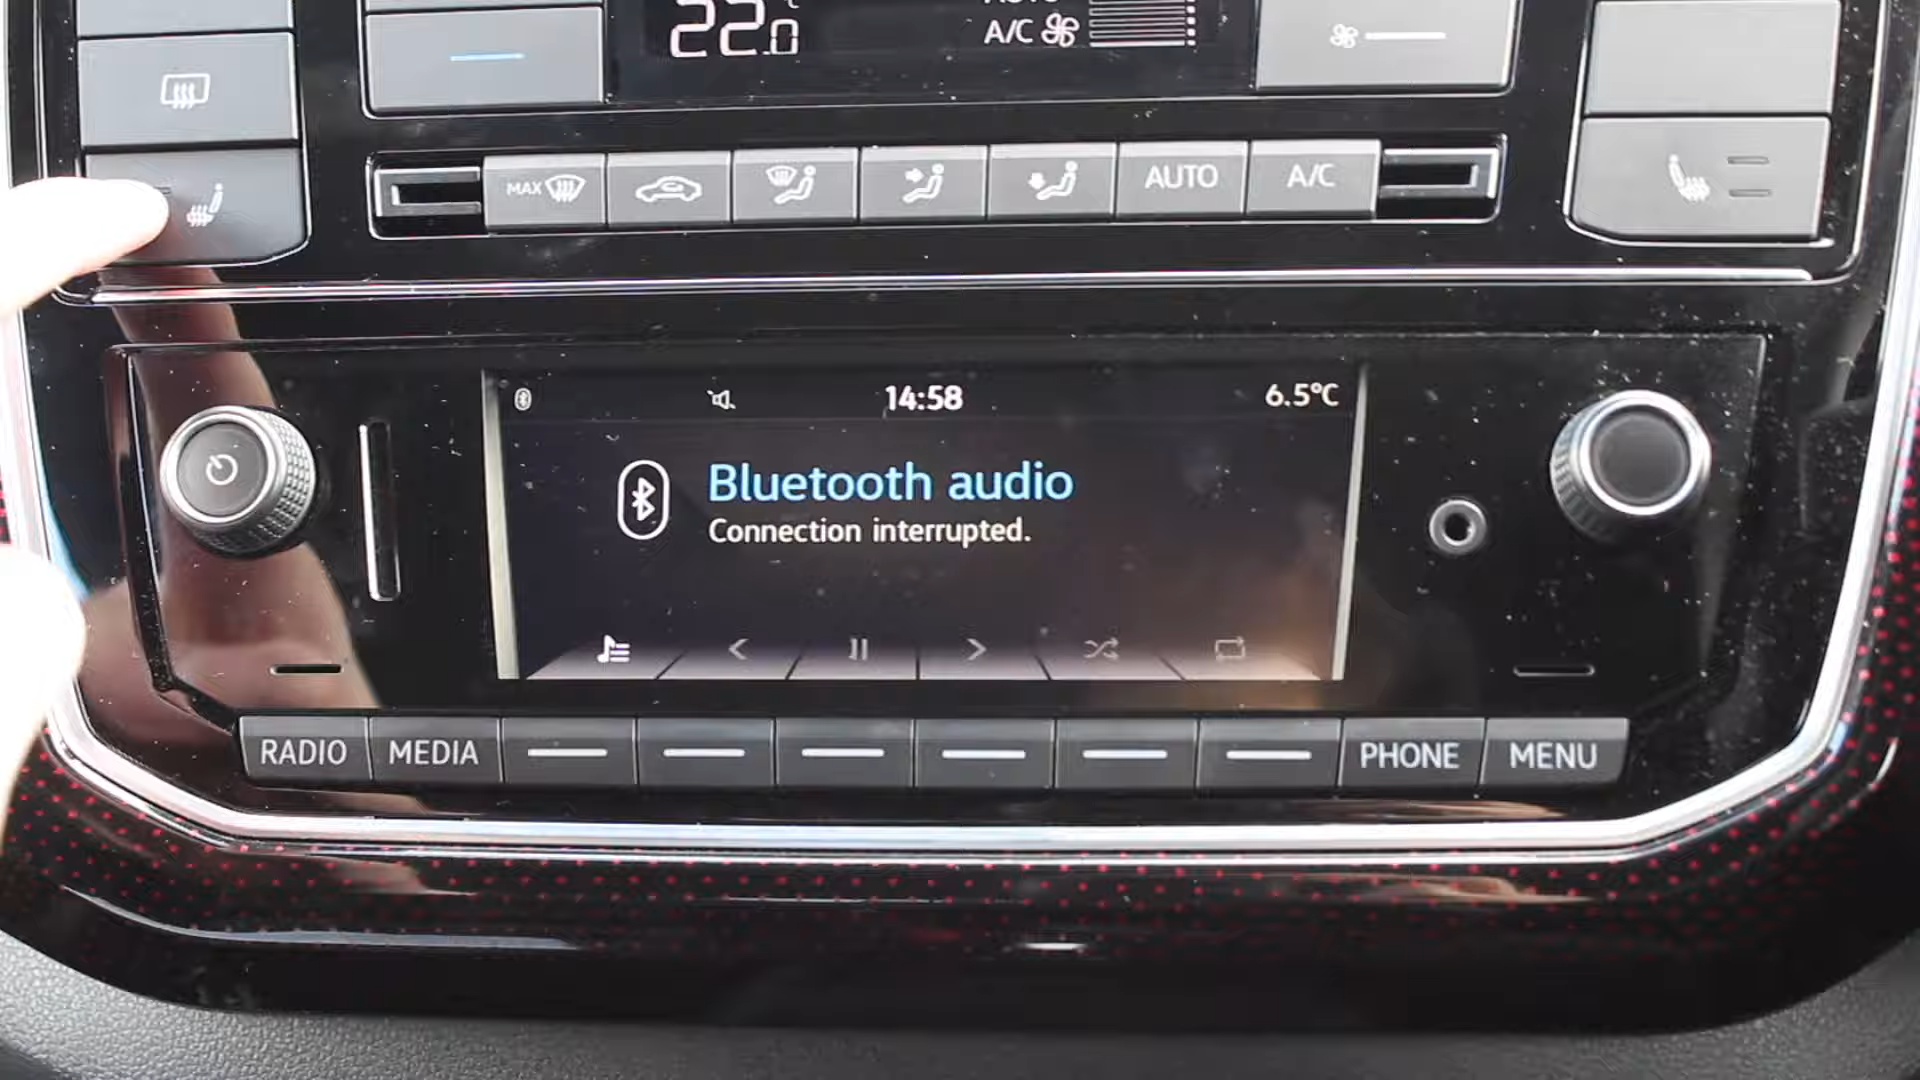 22.0
A/C
MAX
AUTO
A/C
14:58
6.5°C
Bluetooth audio
Connection interrupted.
RADIO
MEDIA
PHONE
MENU